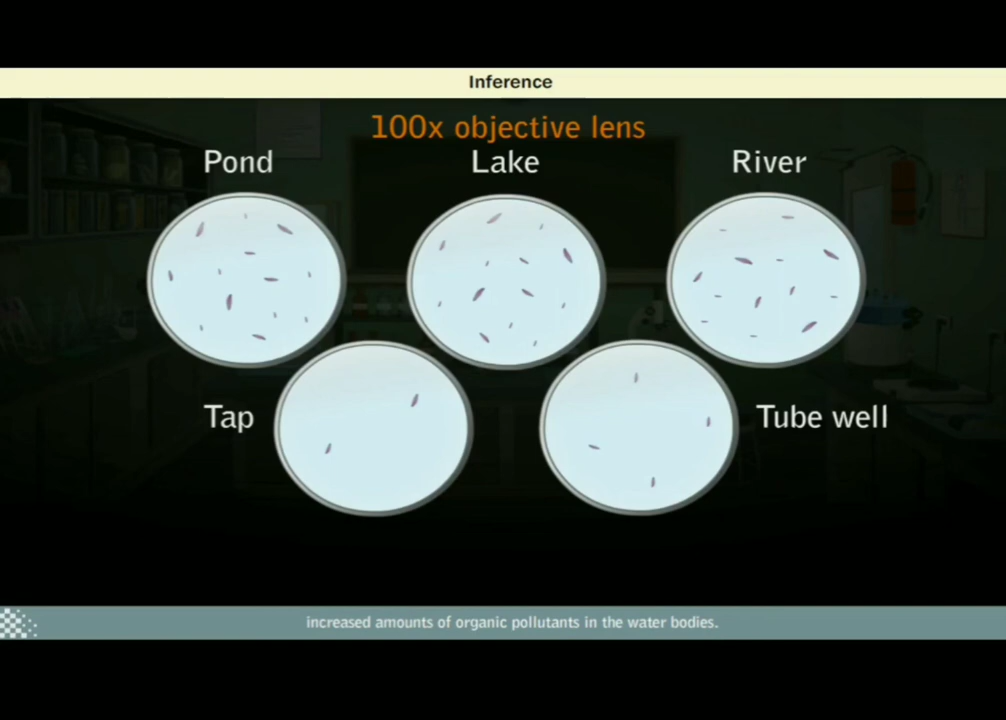 Inference
100x objective lens
Pond
Lake
River
Tap
Tube well
increased amounts of organic pollutants in the water bodies.